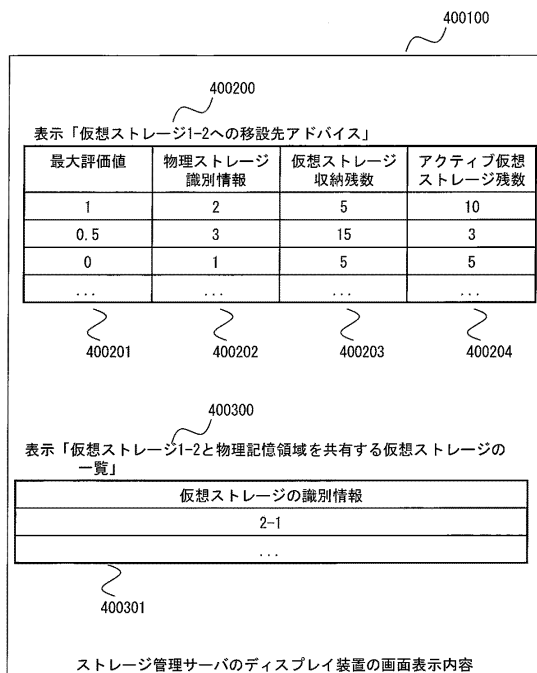 400100
400200
表示「仮想ストレージ1-2への移設先アドバイス」
最大評価値 物理ストレージ識別情報 仮想ストレージ収納残数 アクティブ仮想ストレージ残数
1 2 5 10
0.5 3 15 3
0 1 5 5
... ... ... ...
400201 400202 400203 400204
400300
表示「仮想ストレージ1-2と物理記憶領域を共有する仮想ストレージの
一覧」
仮想ストレージの識別情報
2-1
...
400301
ストレージ管理サーバのディスプレイ装置の画面表示内容